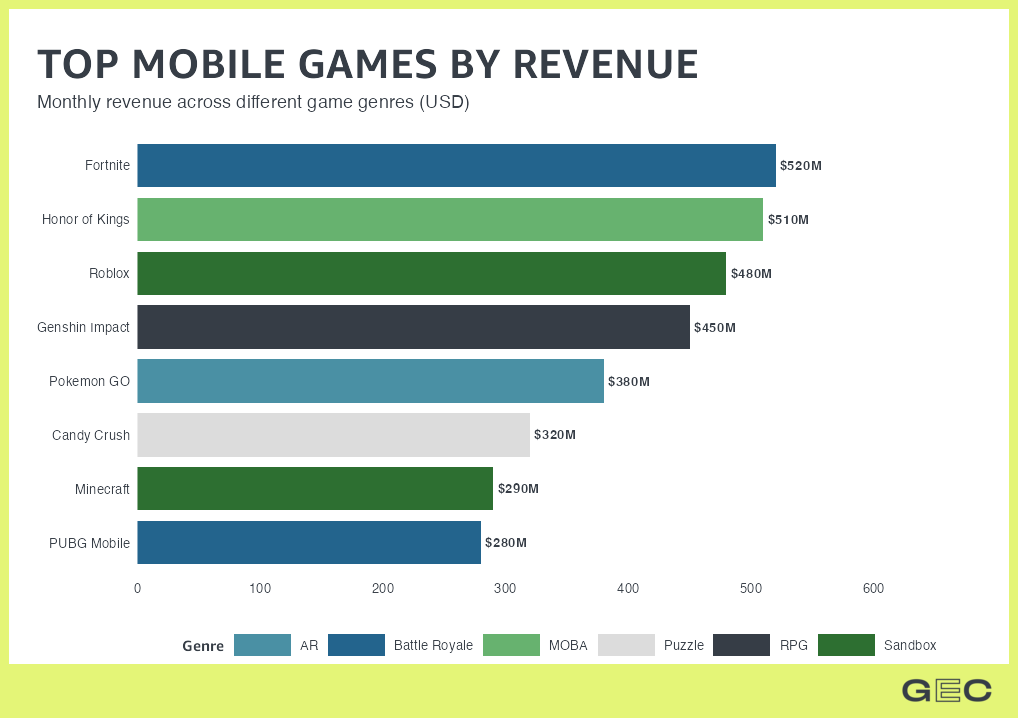 TOP MOBILE GAMES BY REVENUE
Monthly revenue across different game genres (USD)
Fortnite $520M
Honor of Kings $510M
Roblox $480M
Genshin Impact $450M
Pokemon GO $380M
Candy Crush $320M
Minecraft $290M
PUBG Mobile $280M
0 100 200 300 400 500 600
Genre AR Battle Royale MOBA Puzzle RPG Sandbox
GEC